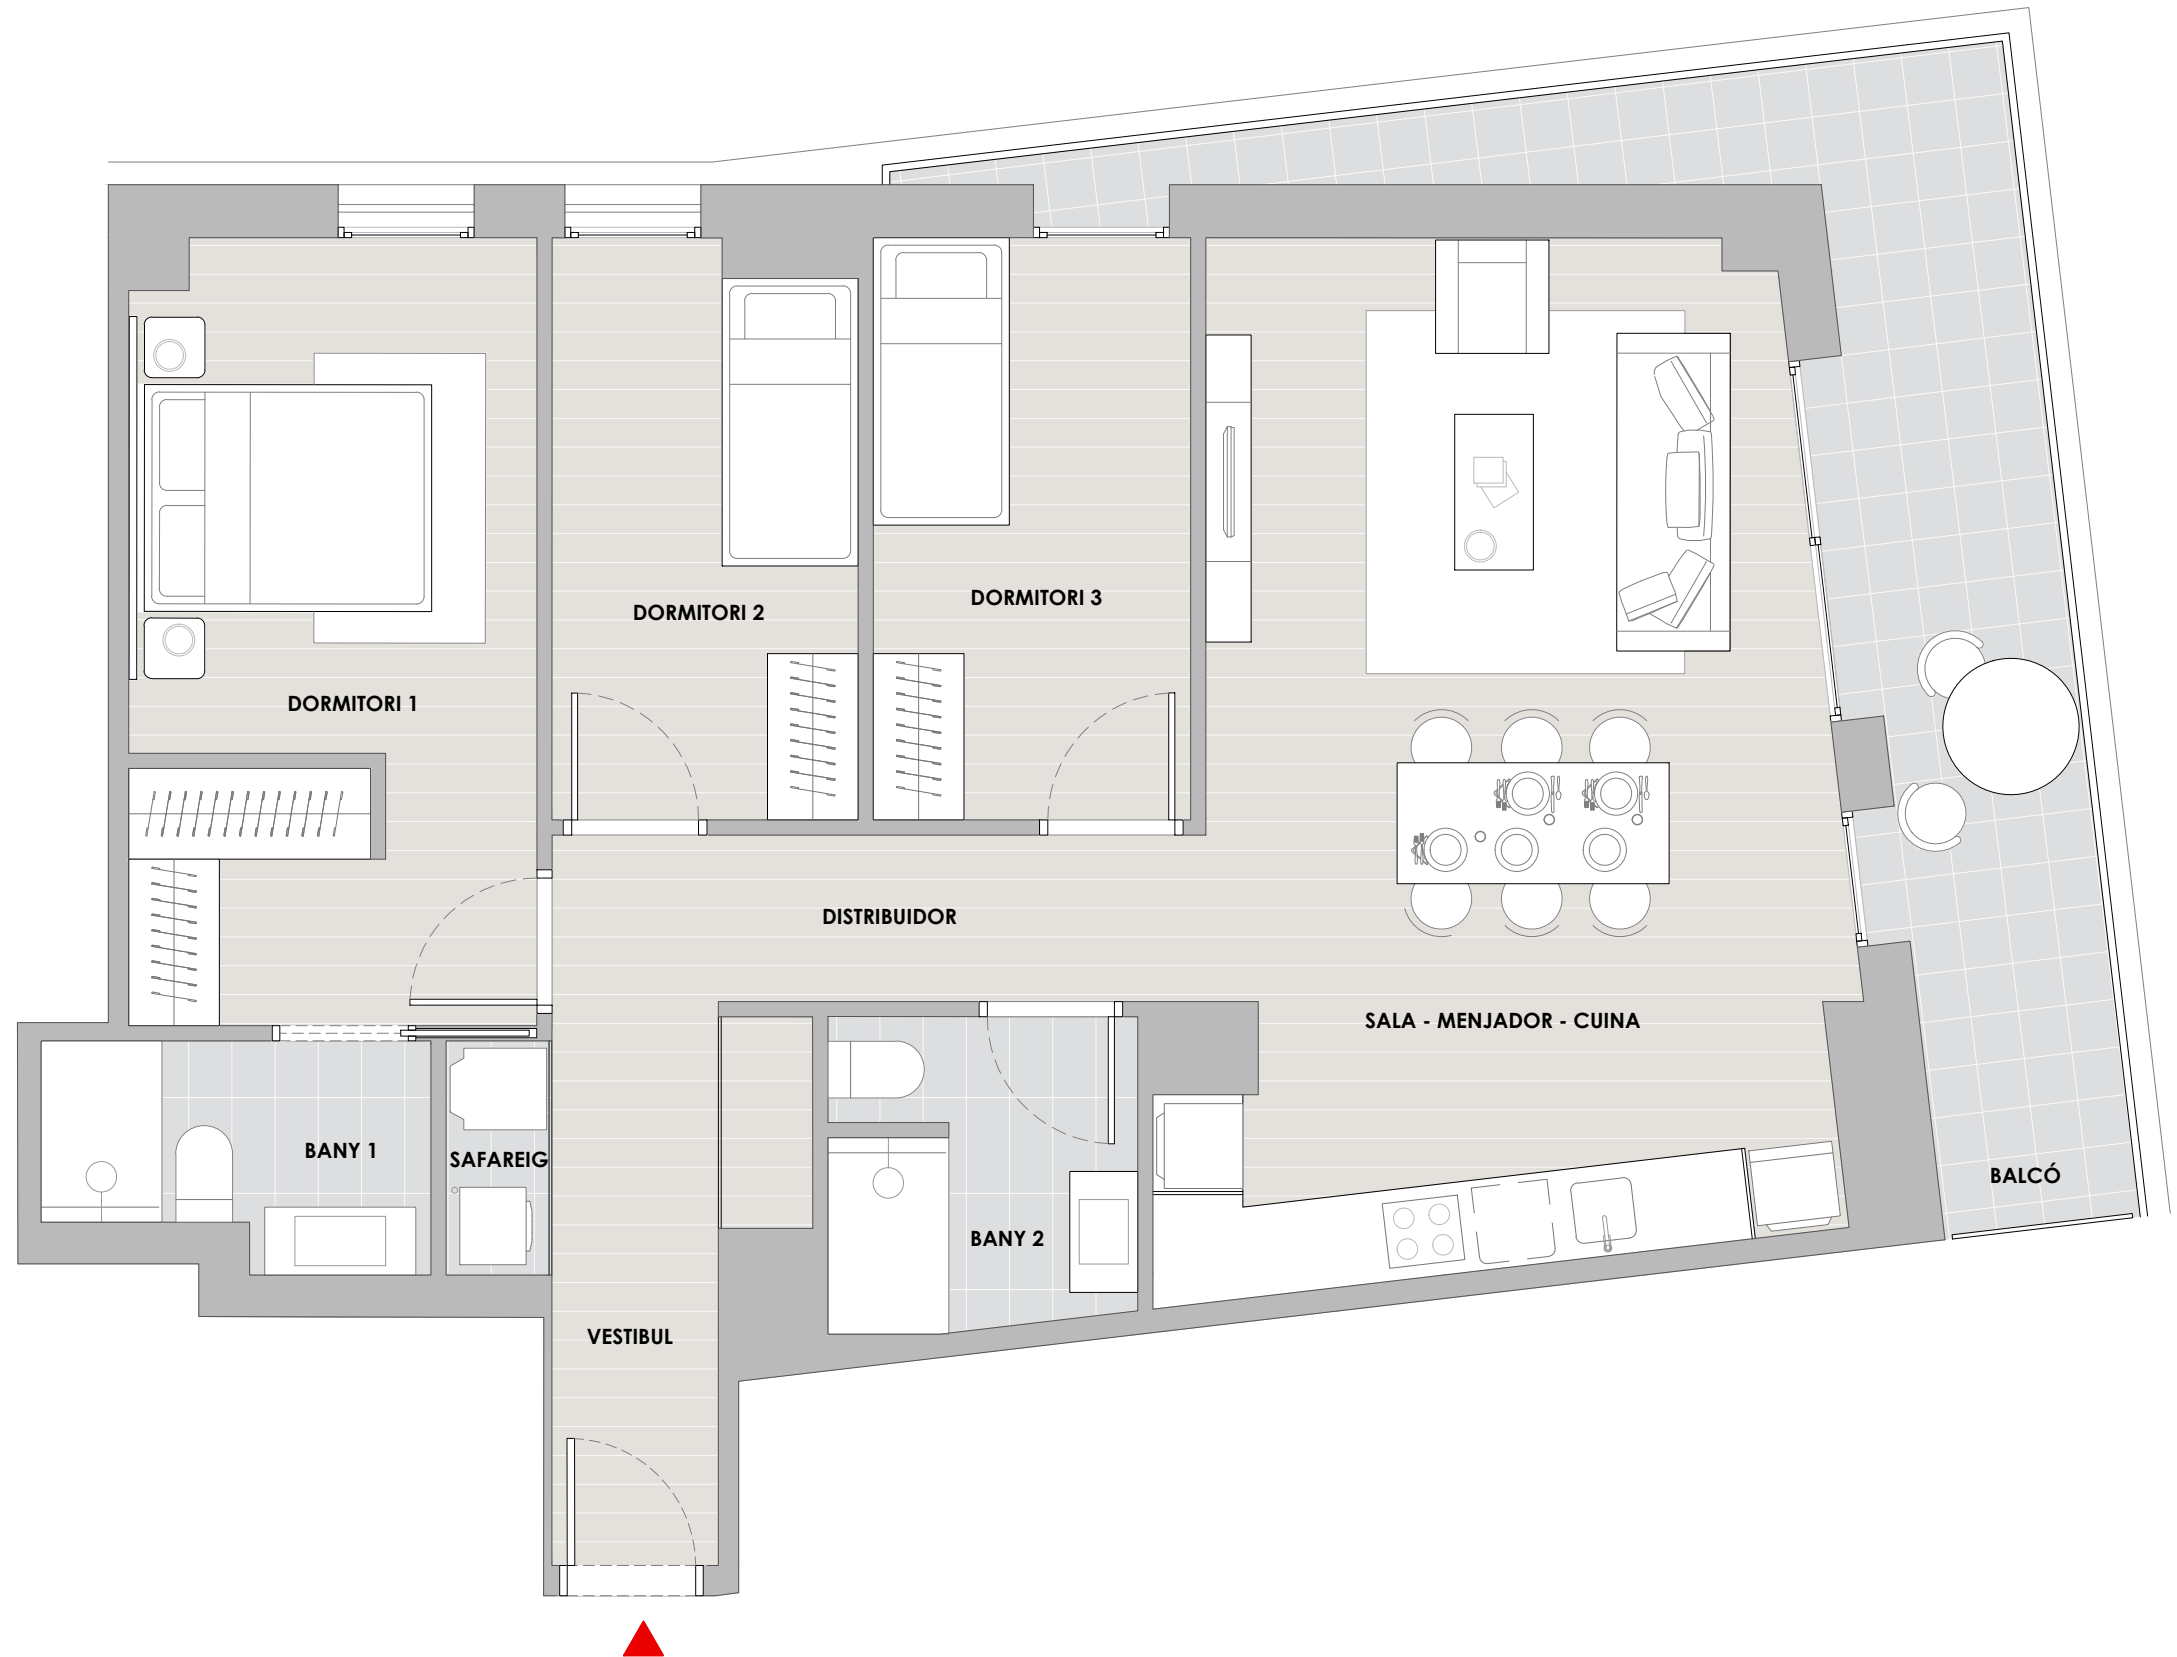 DORMITORI 3
DORMITORI 2
DORMITORI 1
DISTRIBUIDOR
SALA - MENJADOR - CUINA
BANY 1
SAFAREIG
BALCÓ
BANY 2
VESTIBUL